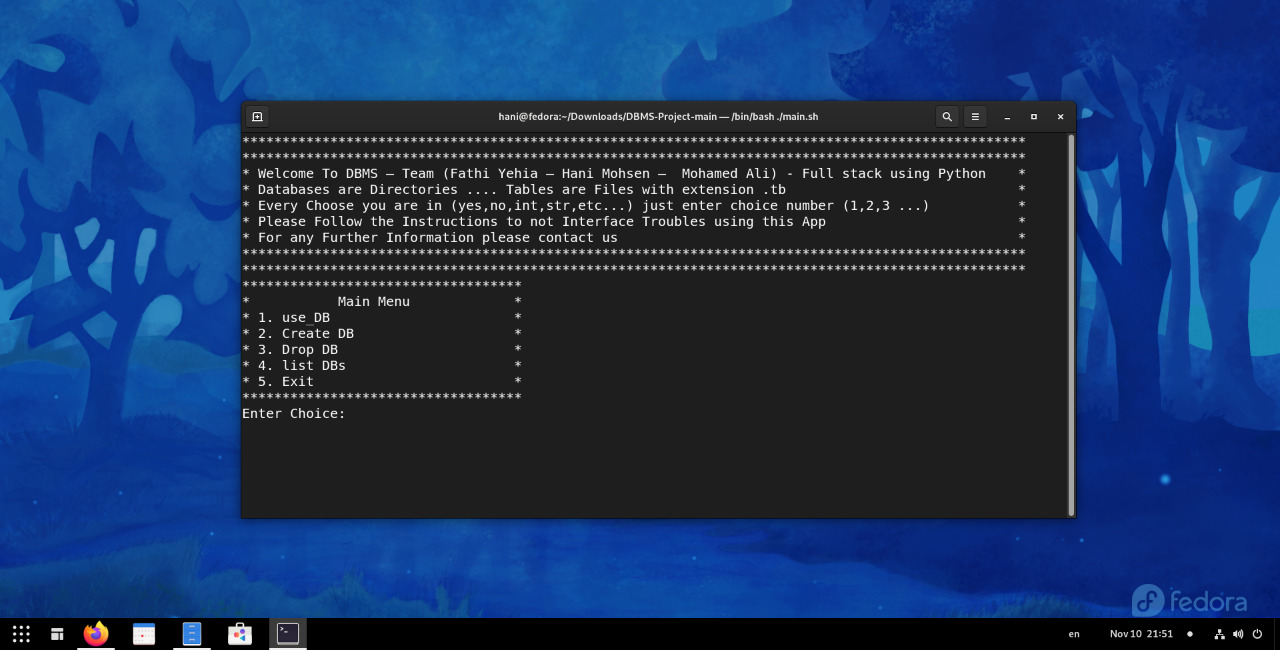 hani@fedora:~/Downloads/DBMS-Project-main — /bin/bash ./main.sh
**************************************************************************************************
**************************************************************************************************
* Welcome To DBMS – Team (Fathi Yehia – Hani Mohsen –  Mohamed Ali) - Full stack using Python    *
* Databases are Directories .... Tables are Files with extension .tb                             *
* Every Choose you are in (yes,no,int,str,etc...) just enter choice number (1,2,3 ...)           *
* Please Follow the Instructions to not Interface Troubles using this App                        *
* For any Further Information please contact us                                                  *
**************************************************************************************************
**************************************************************************************************
***********************************
*           Main Menu             *
* 1. use_DB                       *
* 2. Create DB                    *
* 3. Drop DB                      *
* 4. list DBs                     *
* 5. Exit                         *
***********************************
Enter Choice:
fedora
en
Nov 10 21:51